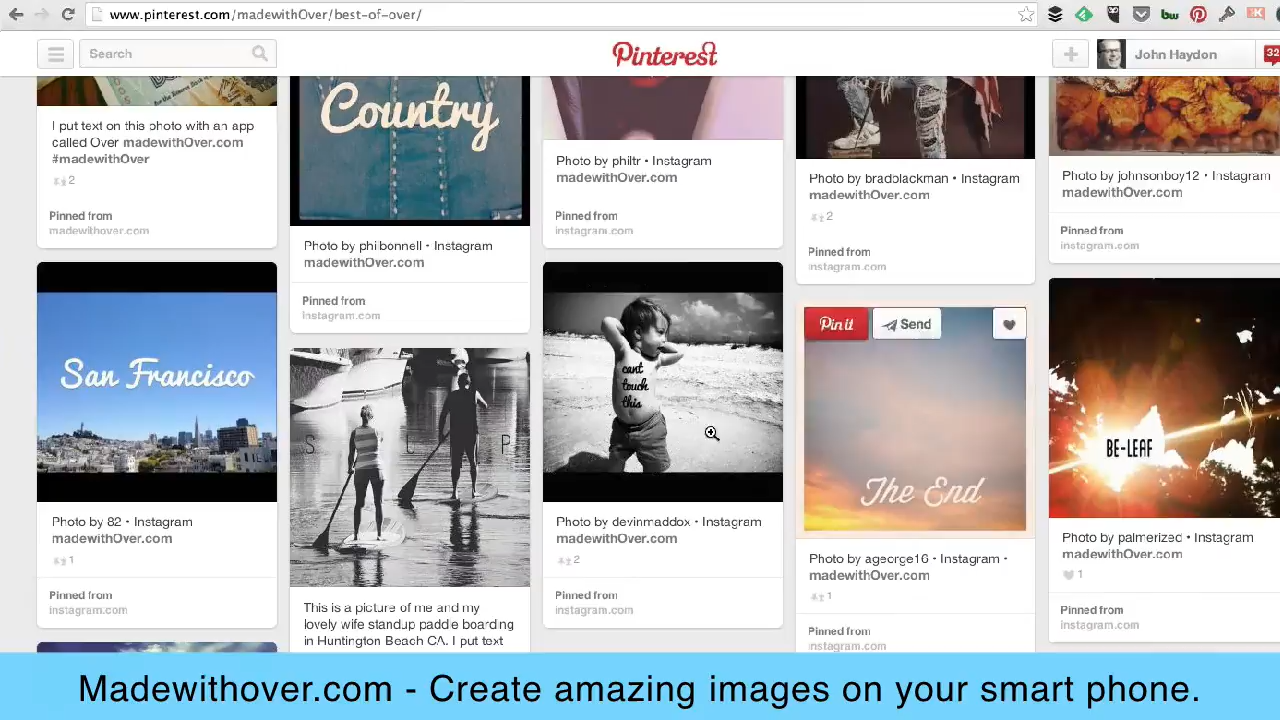 www.pinterest.com/madewithOver/best-of-over/
bw
Search
Pinterest
John Haydon
32
I put text on this photo with an app
called Over madewithOver.com
#madewithOver
2
Pinned from
madewithover.com
San Francisco
Photo by 82 • Instagram
madewithOver.com
1
Pinned from
instagram.com
Country
Photo by philbonnell • Instagram
madewithOver.com
Pinned from
instagram.com
S U P
This is a picture of me and my
lovely wife standup paddle boarding
in Huntington Beach CA. I put text
Photo by philtr • Instagram
madewithOver.com
Pinned from
instagram.com
cant
touch
this
Photo by devinmaddox • Instagram
madewithOver.com
2
Pinned from
instagram.com
Photo by bradblackman • Instagram
madewithOver.com
2
Pinned from
instagram.com
Pin it
Send
The End
Photo by ageorge16 • Instagram •
madewithOver.com
1
Pinned from
instagram.com
Photo by johnsonboy12 • Instagram
madewithOver.com
Pinned from
instagram.com
BE-LEAF
Photo by palmerized • Instagram
madewithOver.com
1
Pinned from
instagram.com
Madewithover.com - Create amazing images on your smart phone.